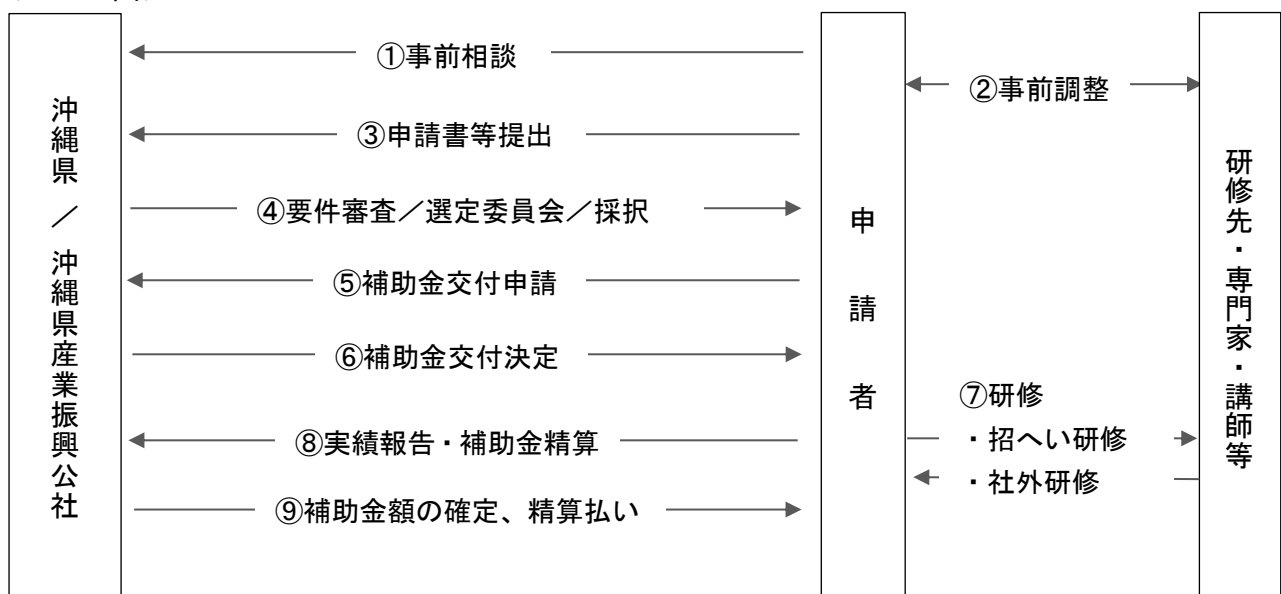 沖縄県/沖縄県産業振興公社
①事前相談
②事前調整
③申請書等提出
④要件審査/選定委員会/採択
⑤補助金交付申請
⑥補助金交付決定
⑦研修
・招へい研修
・社外研修
⑧実績報告・補助金精算
⑨補助金額の確定、精算払い
申請者
研修先・専門家・講師等